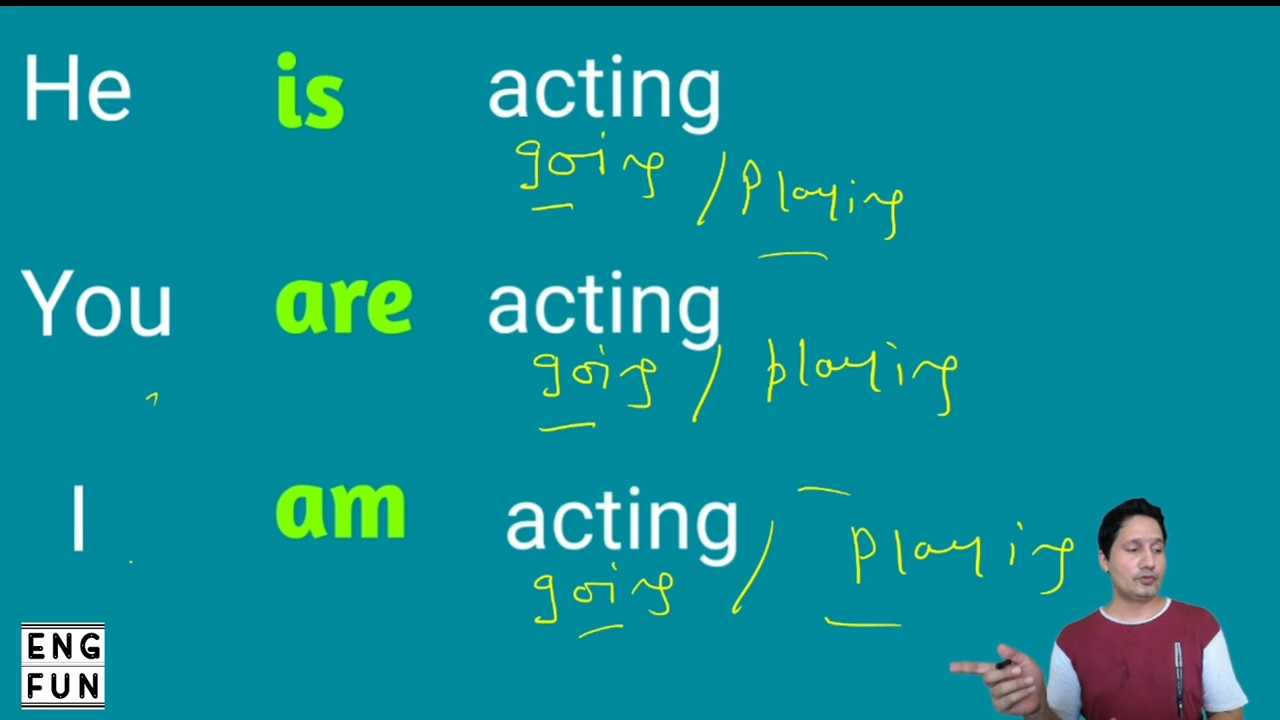 He is acting
going / Playing
You are acting
going / playing
I am acting / playing
going
ENG
FUN